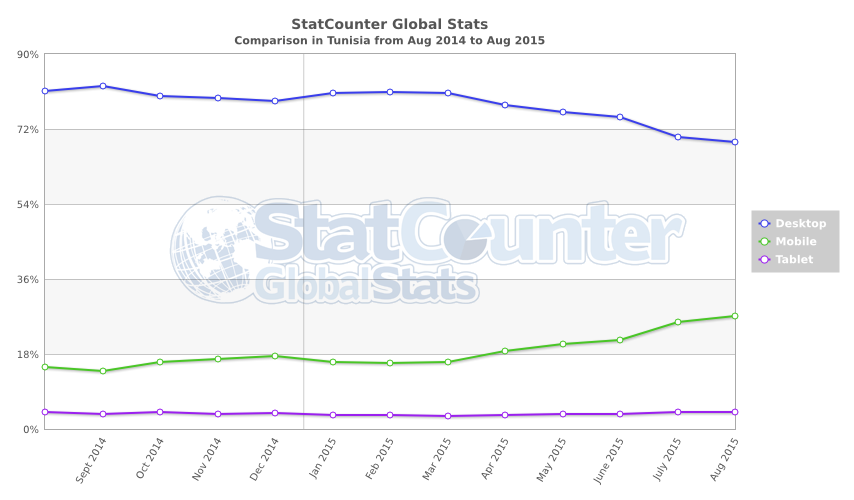 StatCounter Global Stats
Comparison in Tunisia from Aug 2014 to Aug 2015
90%
72%
54%
36%
18%
0%
StatCounter
GlobalStats
Desktop
Mobile
Tablet
Sept 2014
Oct 2014
Nov 2014
Dec 2014
Jan 2015
Feb 2015
Mar 2015
Apr 2015
May 2015
June 2015
July 2015
Aug 2015